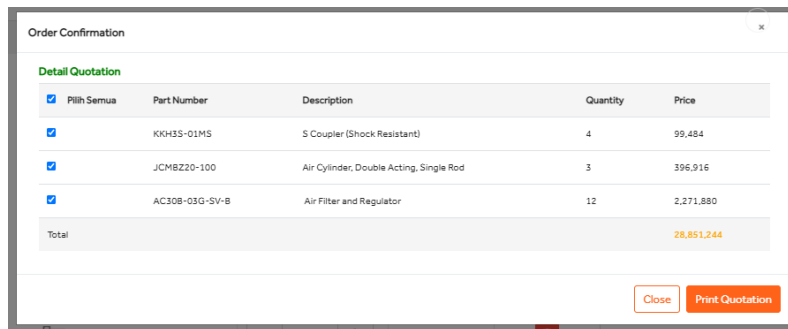 ×
Order Confirmation
Detail Quotation
Pilih Semua Part Number Description Quantity Price
KKH3S-01MS S Coupler (Shock Resistant) 4 99,484
JCMBZ20-100 Air Cylinder, Double Acting, Single Rod 3 396,916
AC30B-03G-SV-B Air Filter and Regulator 12 2,271,880
Total 28,851,244
Close Print Quotation